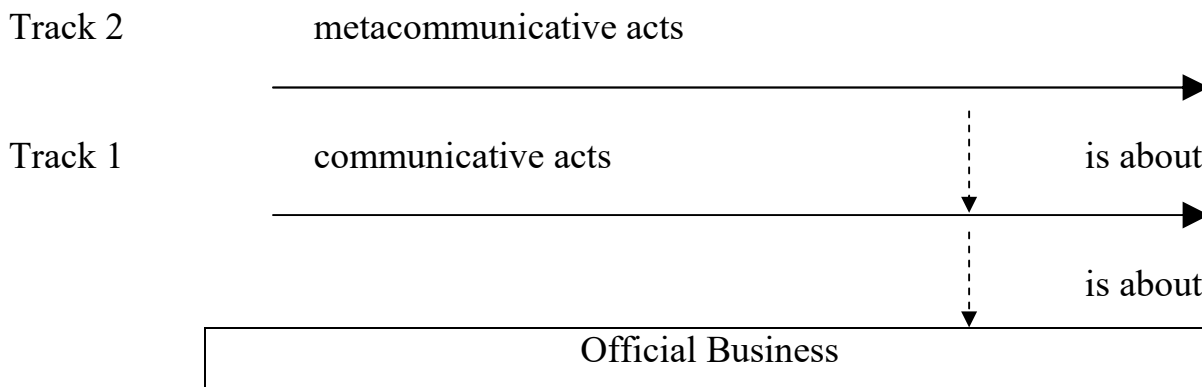 Track 2 metacommunicative acts
Track 1 communicative acts is about
is about
Official Business